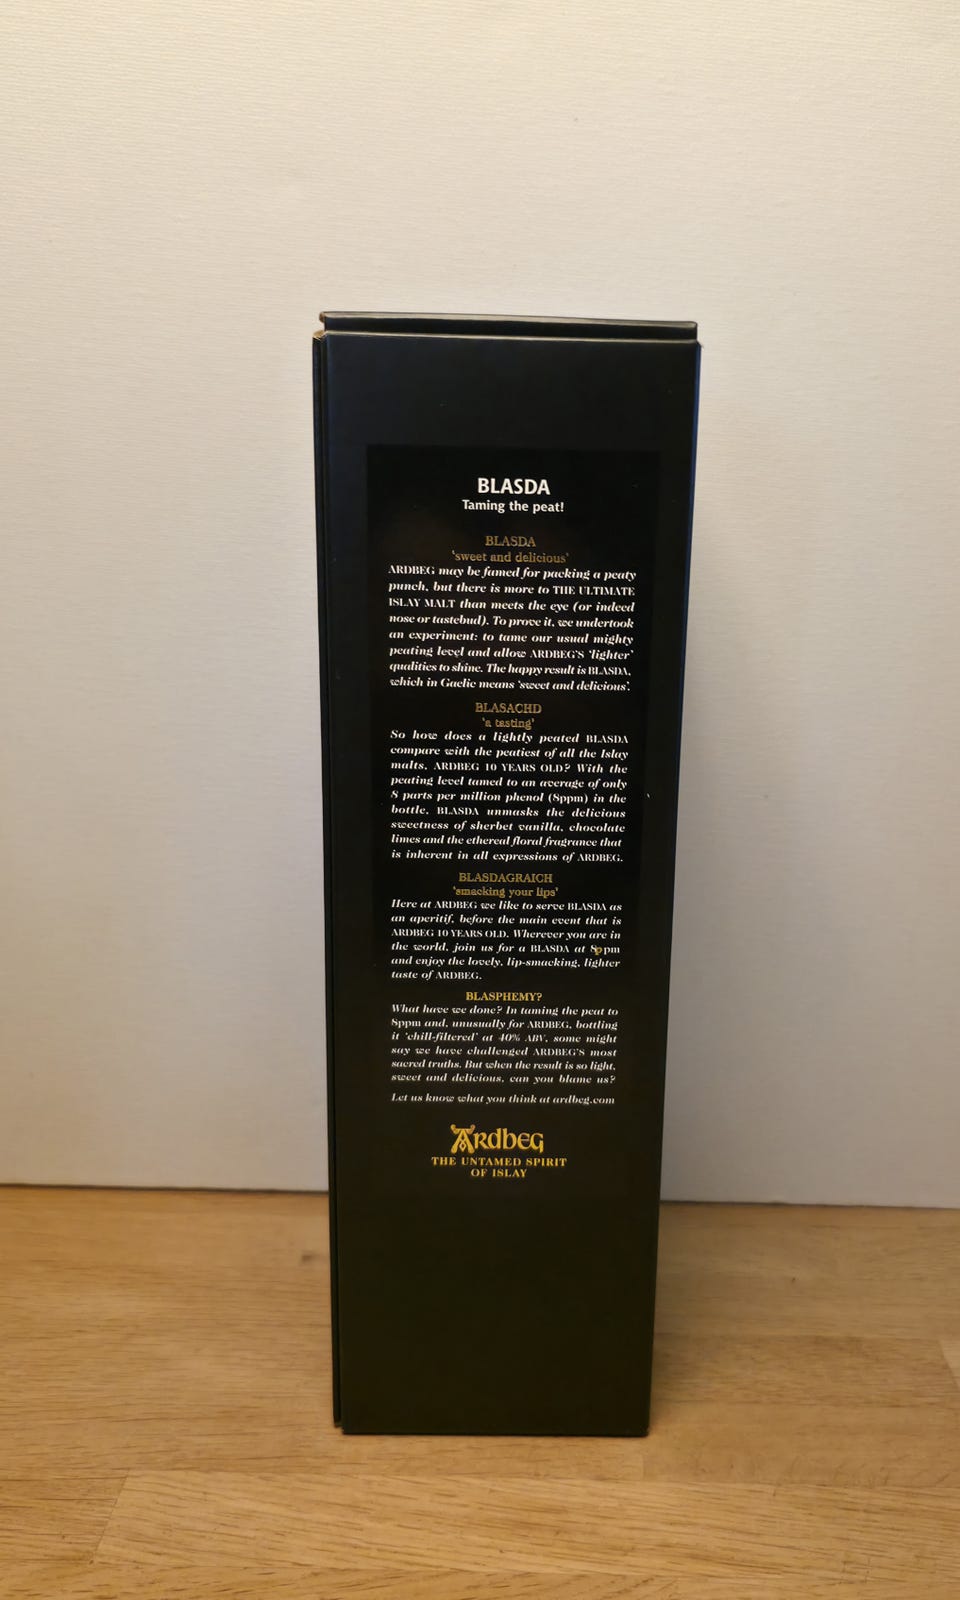 BLASDA
Taming the peat!
BLASDA
'sweet and delicious'
ARDBEG may be famed for packing a peaty
punch, but there is more to THE ULTIMATE
ISLAY MALT than meets the eye (or indeed
nose or tastebud). To prove it, we undertook
an experiment: to tame our usual mighty
peating level and allow ARDBEG'S 'lighter'
qualities to shine. The happy result is BLASDA,
which in Gaelic means 'sweet and delicious'.
BLASACHD
'a tasting'
So how does a lightly peated BLASDA
compare with the peatiest of all the Islay
malts, ARDBEG 10 YEARS OLD? With the
peating level tamed to an average of only
8 parts per million phenol (8ppm) in the
bottle, BLASDA unmasks the delicious
sweetness of sherbet vanilla, chocolate
limes and the ethereal floral fragrance that
is inherent in all expressions of ARDBEG.
BLASDAGRAICH
'smacking your lips'
Here at ARDBEG we like to serve BLASDA as
an aperitif, before the main event that is
ARDBEG 10 YEARS OLD. Wherever you are in
the world, join us for a BLASDA at 8ppm
and enjoy the lovely, lip-smacking, lighter
taste of ARDBEG.
BLASPHEMY?
What have we done? In taming the peat to
8ppm and, unusually for ARDBEG, bottling
it 'chill-filtered' at 40% ABV, some might
say we have challenged ARDBEG'S most
sacred truths. But when the result is so light,
sweet and delicious, can you blame us?
Let us know what you think at ardbeg.com
ARDBEG
THE UNTAMED SPIRIT
OF ISLAY